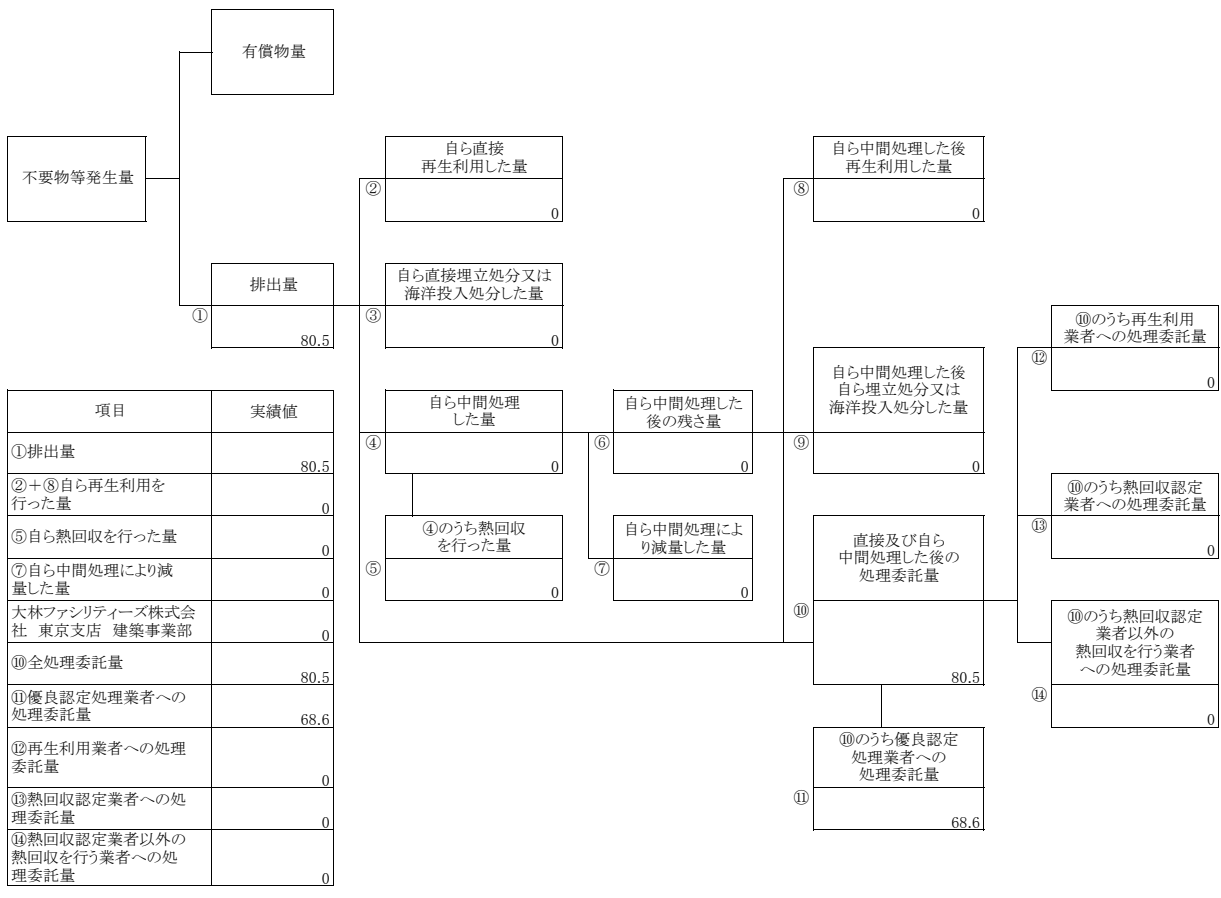 有償物量
不要物等発生量
自ら直接
再生利用した量
②
0
自ら中間処理した後
再生利用した量
⑧
0
排出量
①
80.5
自ら直接埋立処分又は
海洋投入処分した量
③
0
⑩のうち再生利用
業者への処理委託量
⑫
0
自ら中間処理
した量
④
0
自ら中間処理した
後の残さ量
⑥
0
自ら中間処理した後
自ら埋立処分又は
海洋投入処分した量
⑨
0
⑩のうち熱回収認定
業者への処理委託量
⑬
0
④のうち熱回収
を行った量
⑤
0
自ら中間処理によ
り減量した量
⑦
0
直接及び自ら
中間処理した後の
処理委託量
⑩
80.5
⑩のうち熱回収認定
業者以外の
熱回収を行う業者
への処理委託量
⑭
0
⑩のうち優良認定
処理業者への
処理委託量
⑪
68.6
項目 実績値
①排出量
80.5
②＋⑧自ら再生利用を
行った量
0
⑤自ら熱回収を行った量
0
⑦自ら中間処理により減
量した量
0
大林ファシリティーズ株式会
社 東京支店 建築事業部
0
⑩全処理委託量
80.5
⑪優良認定処理業者への
処理委託量
68.6
⑫再生利用業者への処理
委託量
0
⑬熱回収認定業者への処
理委託量
0
⑭熱回収認定業者以外の
熱回収を行う業者への処
理委託量
0